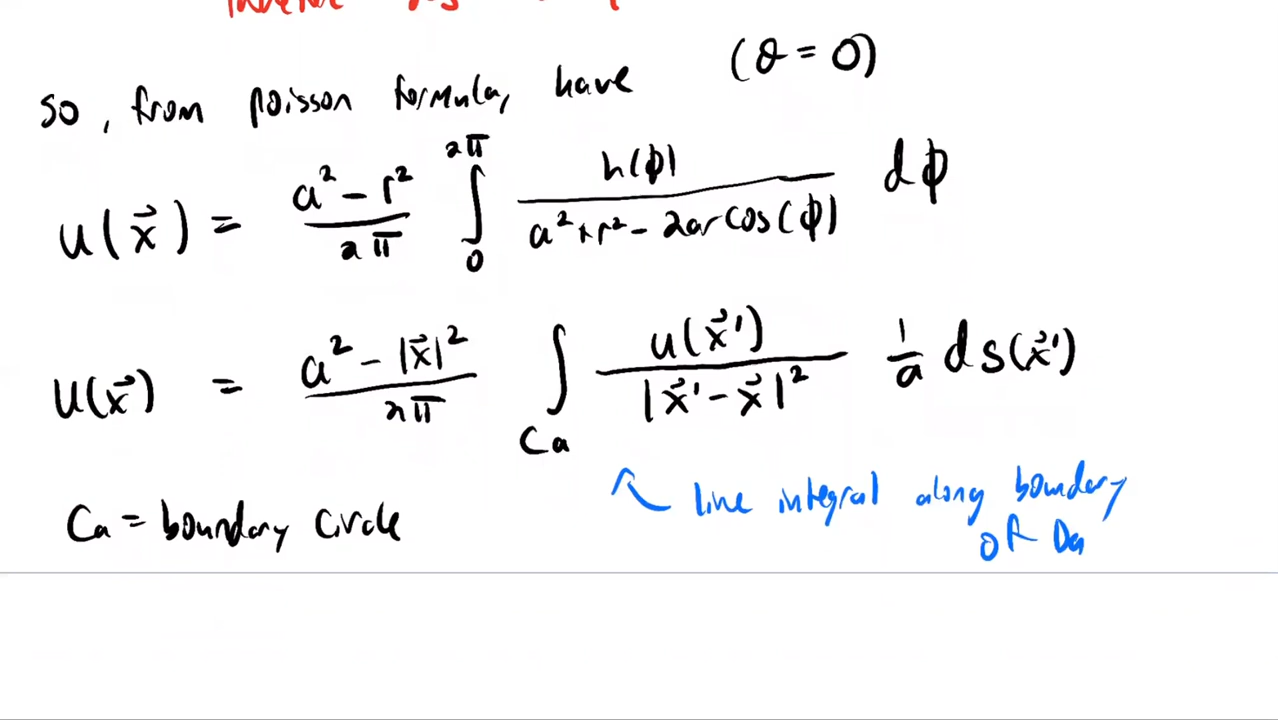 so, from poisson formula, have (θ = 0)
u(x⃗) = (a² - r²)/(2π) ∫₀^{2π} h(ϕ)/(a² + r² - 2ar cos(ϕ)) dϕ
u(x⃗) = (a² - |x⃗|²)/(2π) ∫_{Ca} u(x⃗')/|x⃗' - x⃗|² 1/a ds(x⃗')
line integral along boundary
Ca = boundary circle
of Da